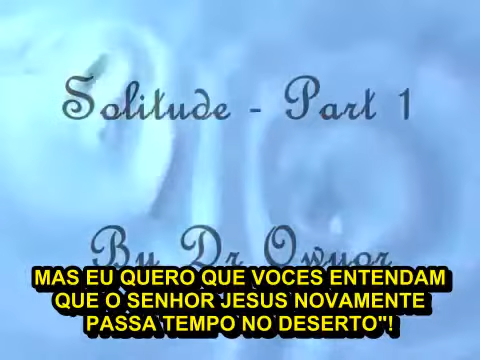 Solitude - Part 1
By Dr Owuor
MAS EU QUERO QUE VOCES ENTENDAM
QUE O SENHOR JESUS NOVAMENTE
PASSA TEMPO NO DESERTO"!